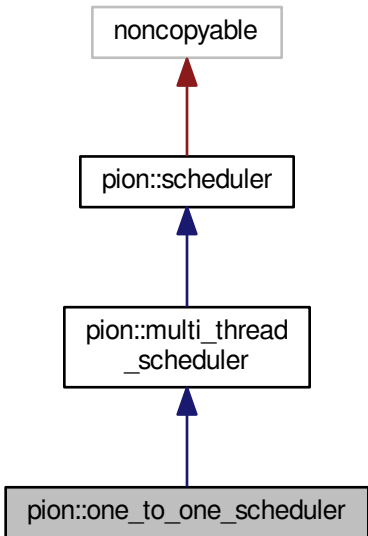 noncopyable
pion::scheduler
pion::multi_thread
_scheduler
pion::one_to_one_scheduler